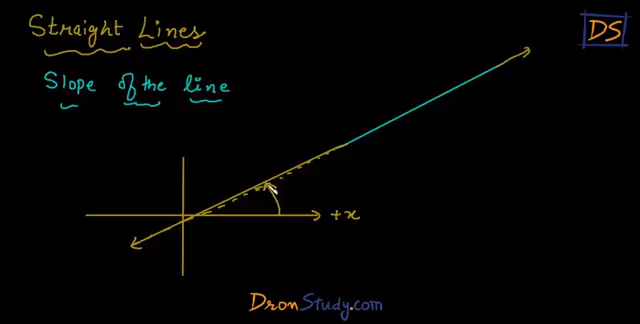 Straight Lines
DS
Slope of the line
+x
DronStudy.com